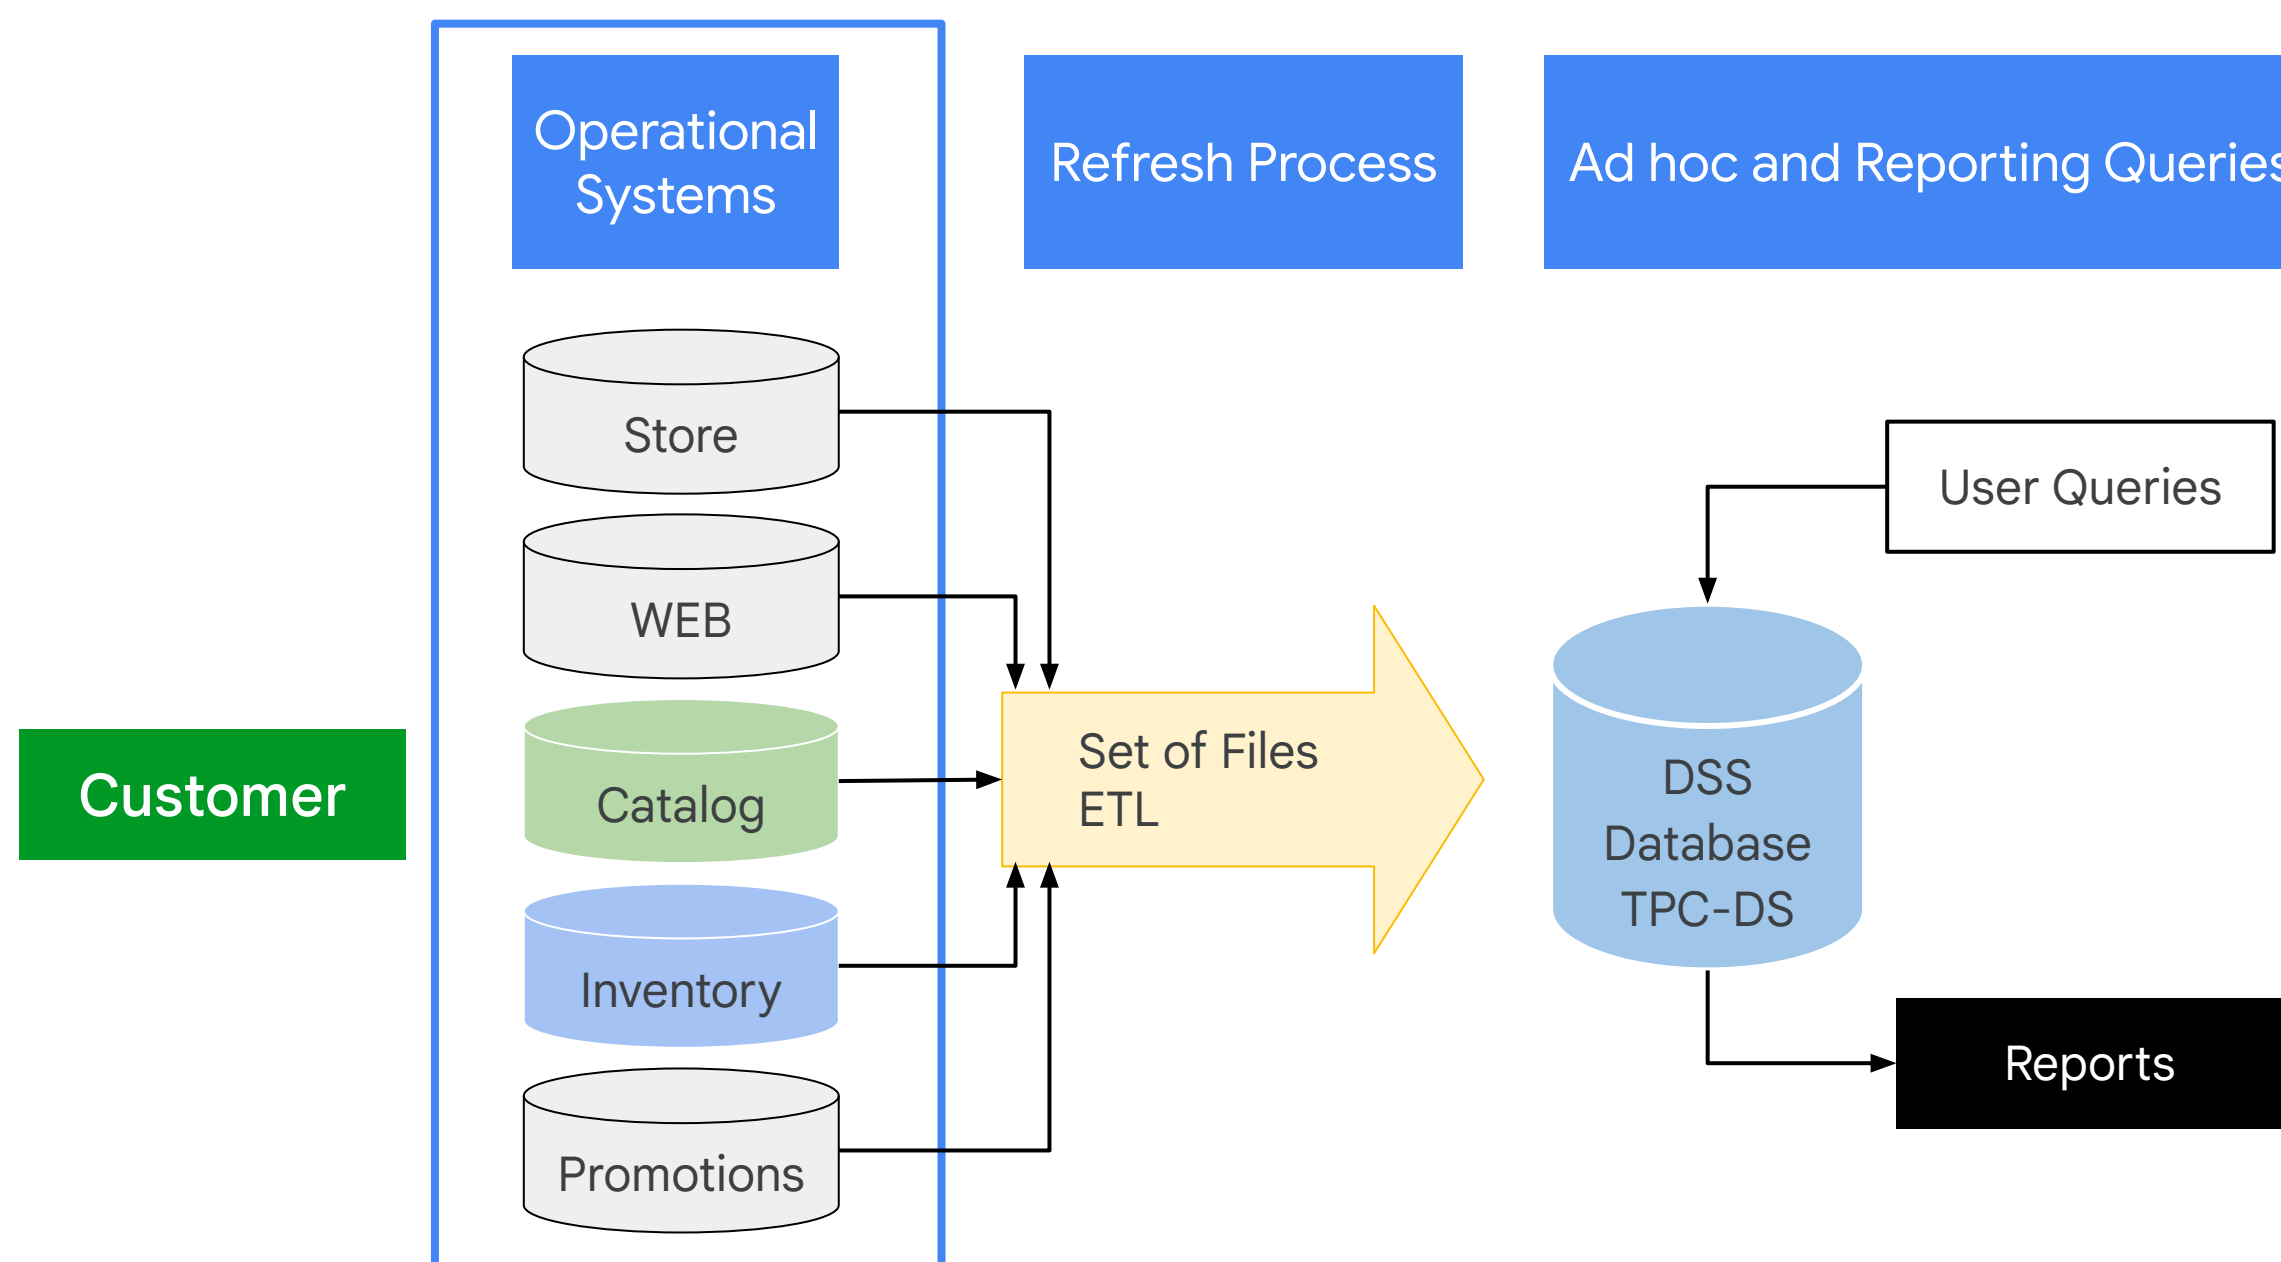 Operational
Systems
Refresh Process
Ad hoc and Reporting Queries
Store
WEB
Catalog
Inventory
Promotions
Customer
Set of Files
ETL
User Queries
DSS
Database
TPC-DS
Reports